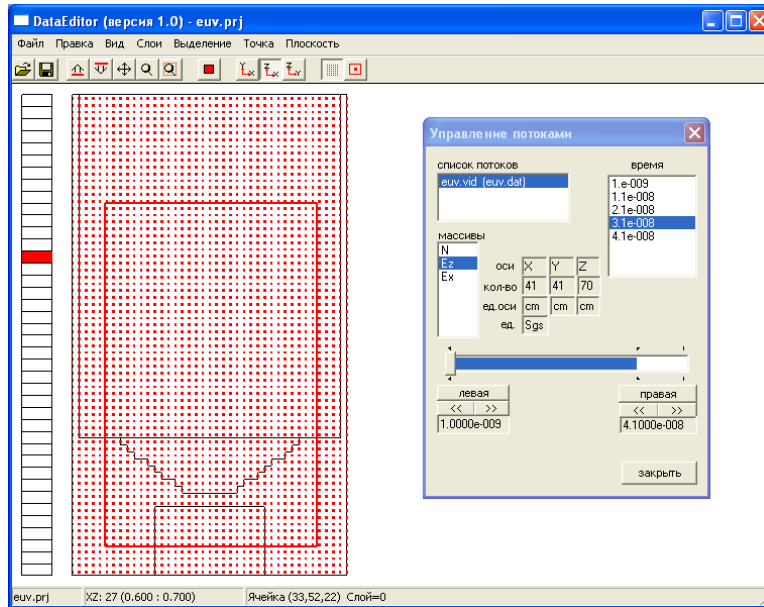 DataEditor (версия 1.0) - euv.prj
Файл Правка Вид Слои Выделение Точка Плоскость
Y X Z X Z Y
Управление потоками
список потоков
euv.vid (euv.dat)
время
1.e-009
1.1e-008
2.1e-008
3.1e-008
4.1e-008
массивы
N
Ez
Ex
оси X Y Z
кол-во 41 41 70
ед.оси cm cm cm
ед. Sgs
левая
<< >>
1.0000e-009
правая
<< >>
4.1000e-008
закрыть
euv.prj XZ: 27 (0.600 : 0.700) Ячейка (33,52,22) Слой=0